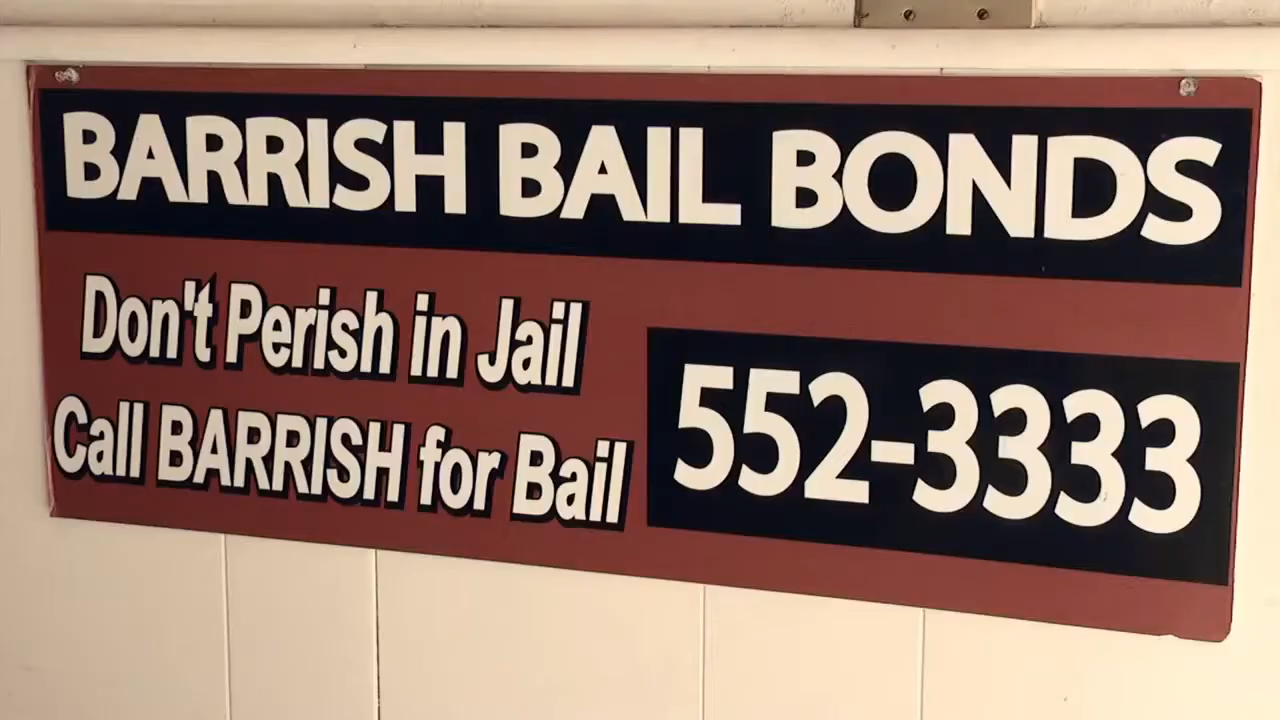 BARRISH BAIL BONDS
Don't Perish in Jail
Call BARRISH for Bail
552-3333